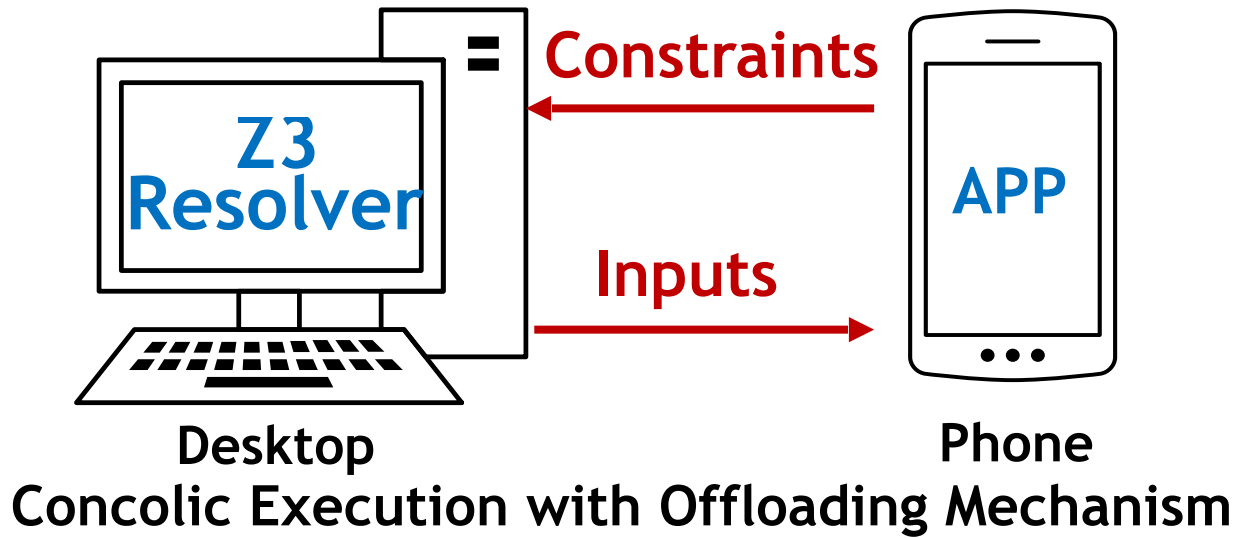 Constraints
Z3
Resolver
APP
Inputs
Desktop
Phone
Concolic Execution with Offloading Mechanism